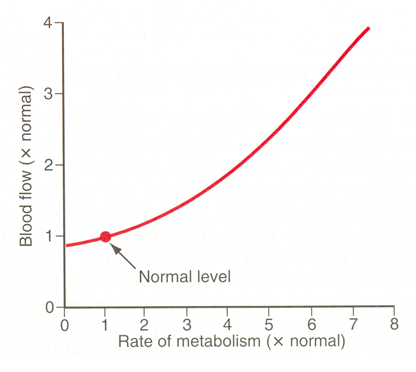 4
3
2
1
0
Blood flow (× normal)
Normal level
0 1 2 3 4 5 6 7 8
Rate of metabolism (× normal)